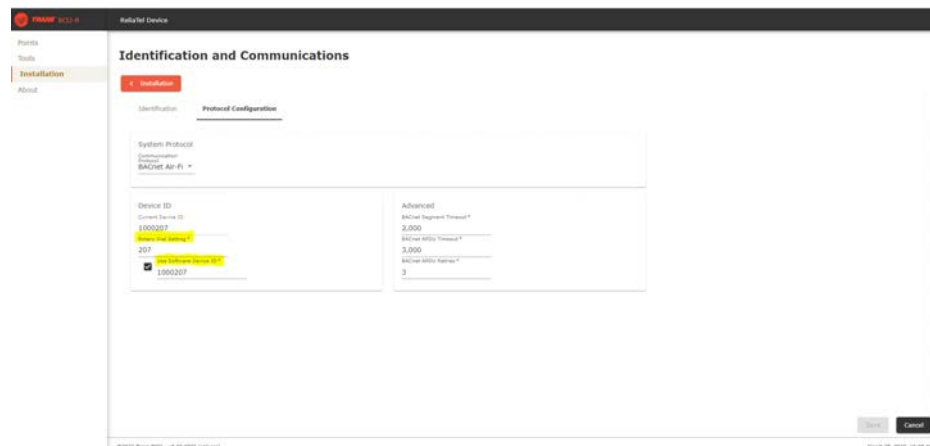 TRANE BCU-R
ReliaTel Device
Points
Tools
Installation
About
Identification and Communications
Installation
Identification
Protocol Configuration
System Protocol
Communication
Protocol
BACnet Air-Fi
Device ID
Current Device ID
1000207
Rotary Dial Setting *
207
Use Software Device ID *
1000207
Advanced
BACnet Segment Timeout *
2,000
BACnet APDU Timeout *
3,000
BACnet APDU Retries *
3
Save
Cancel